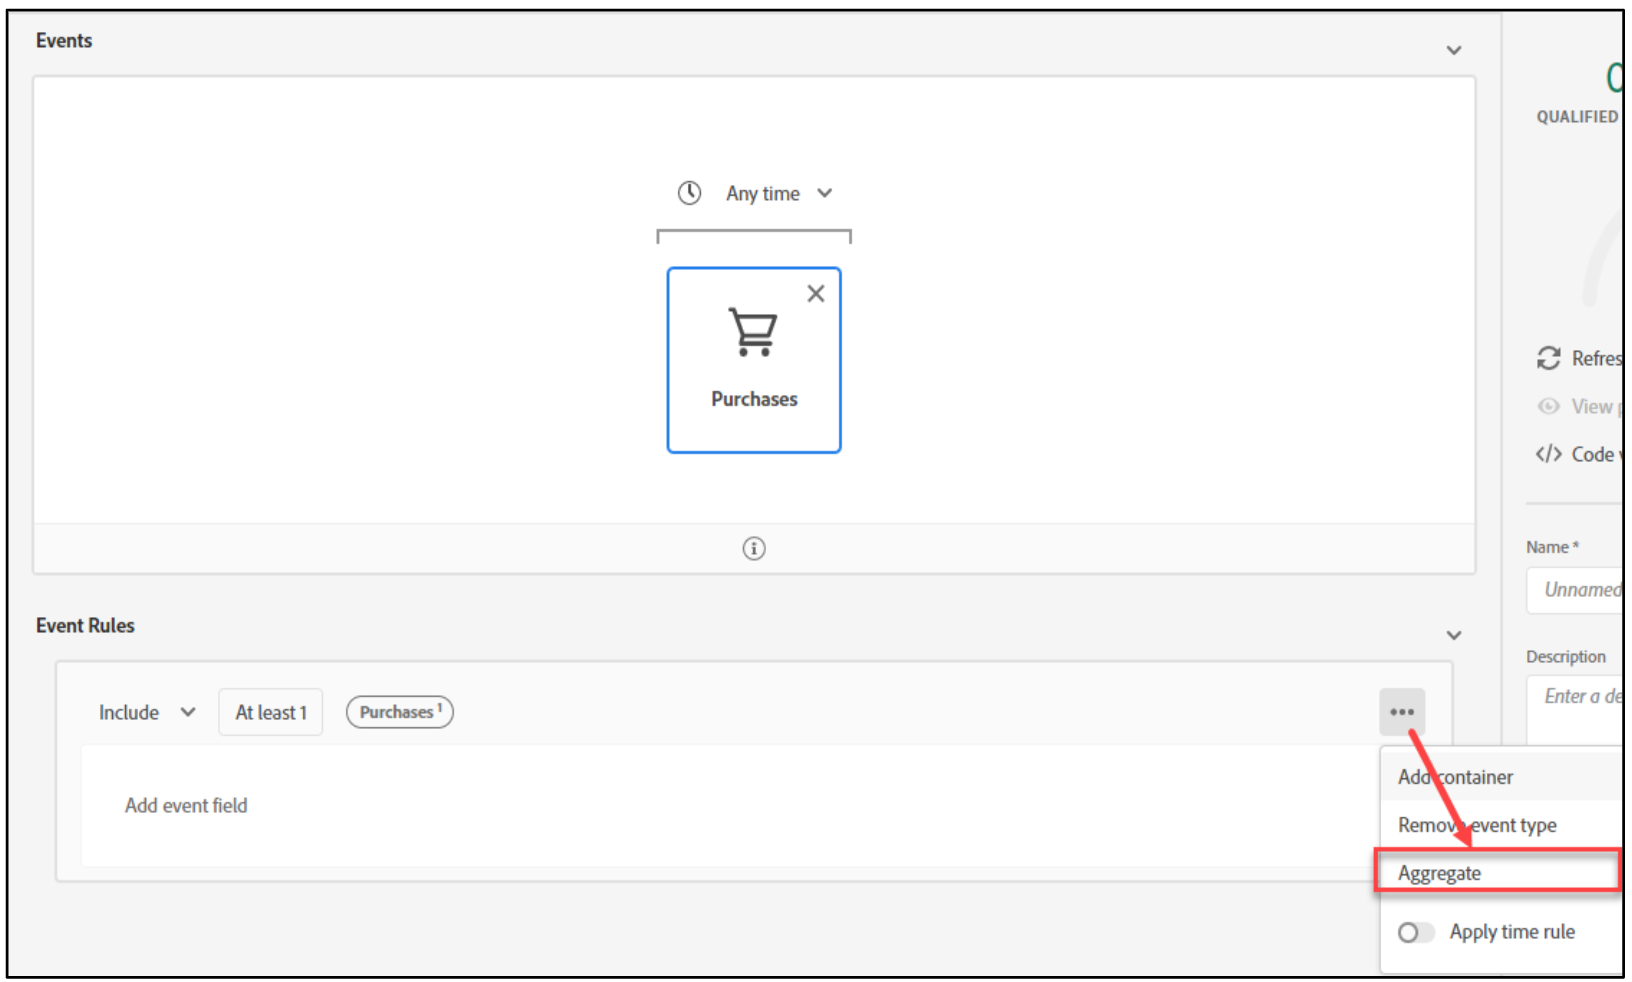 Events
QUALIFIED
Any time
Purchases
Refres
View
Code
Name *
Unnamed
Event Rules
Description
Enter a de
Include
At least 1
Purchases 1
Add container
Add event field
Remove event type
Aggregate
Apply time rule